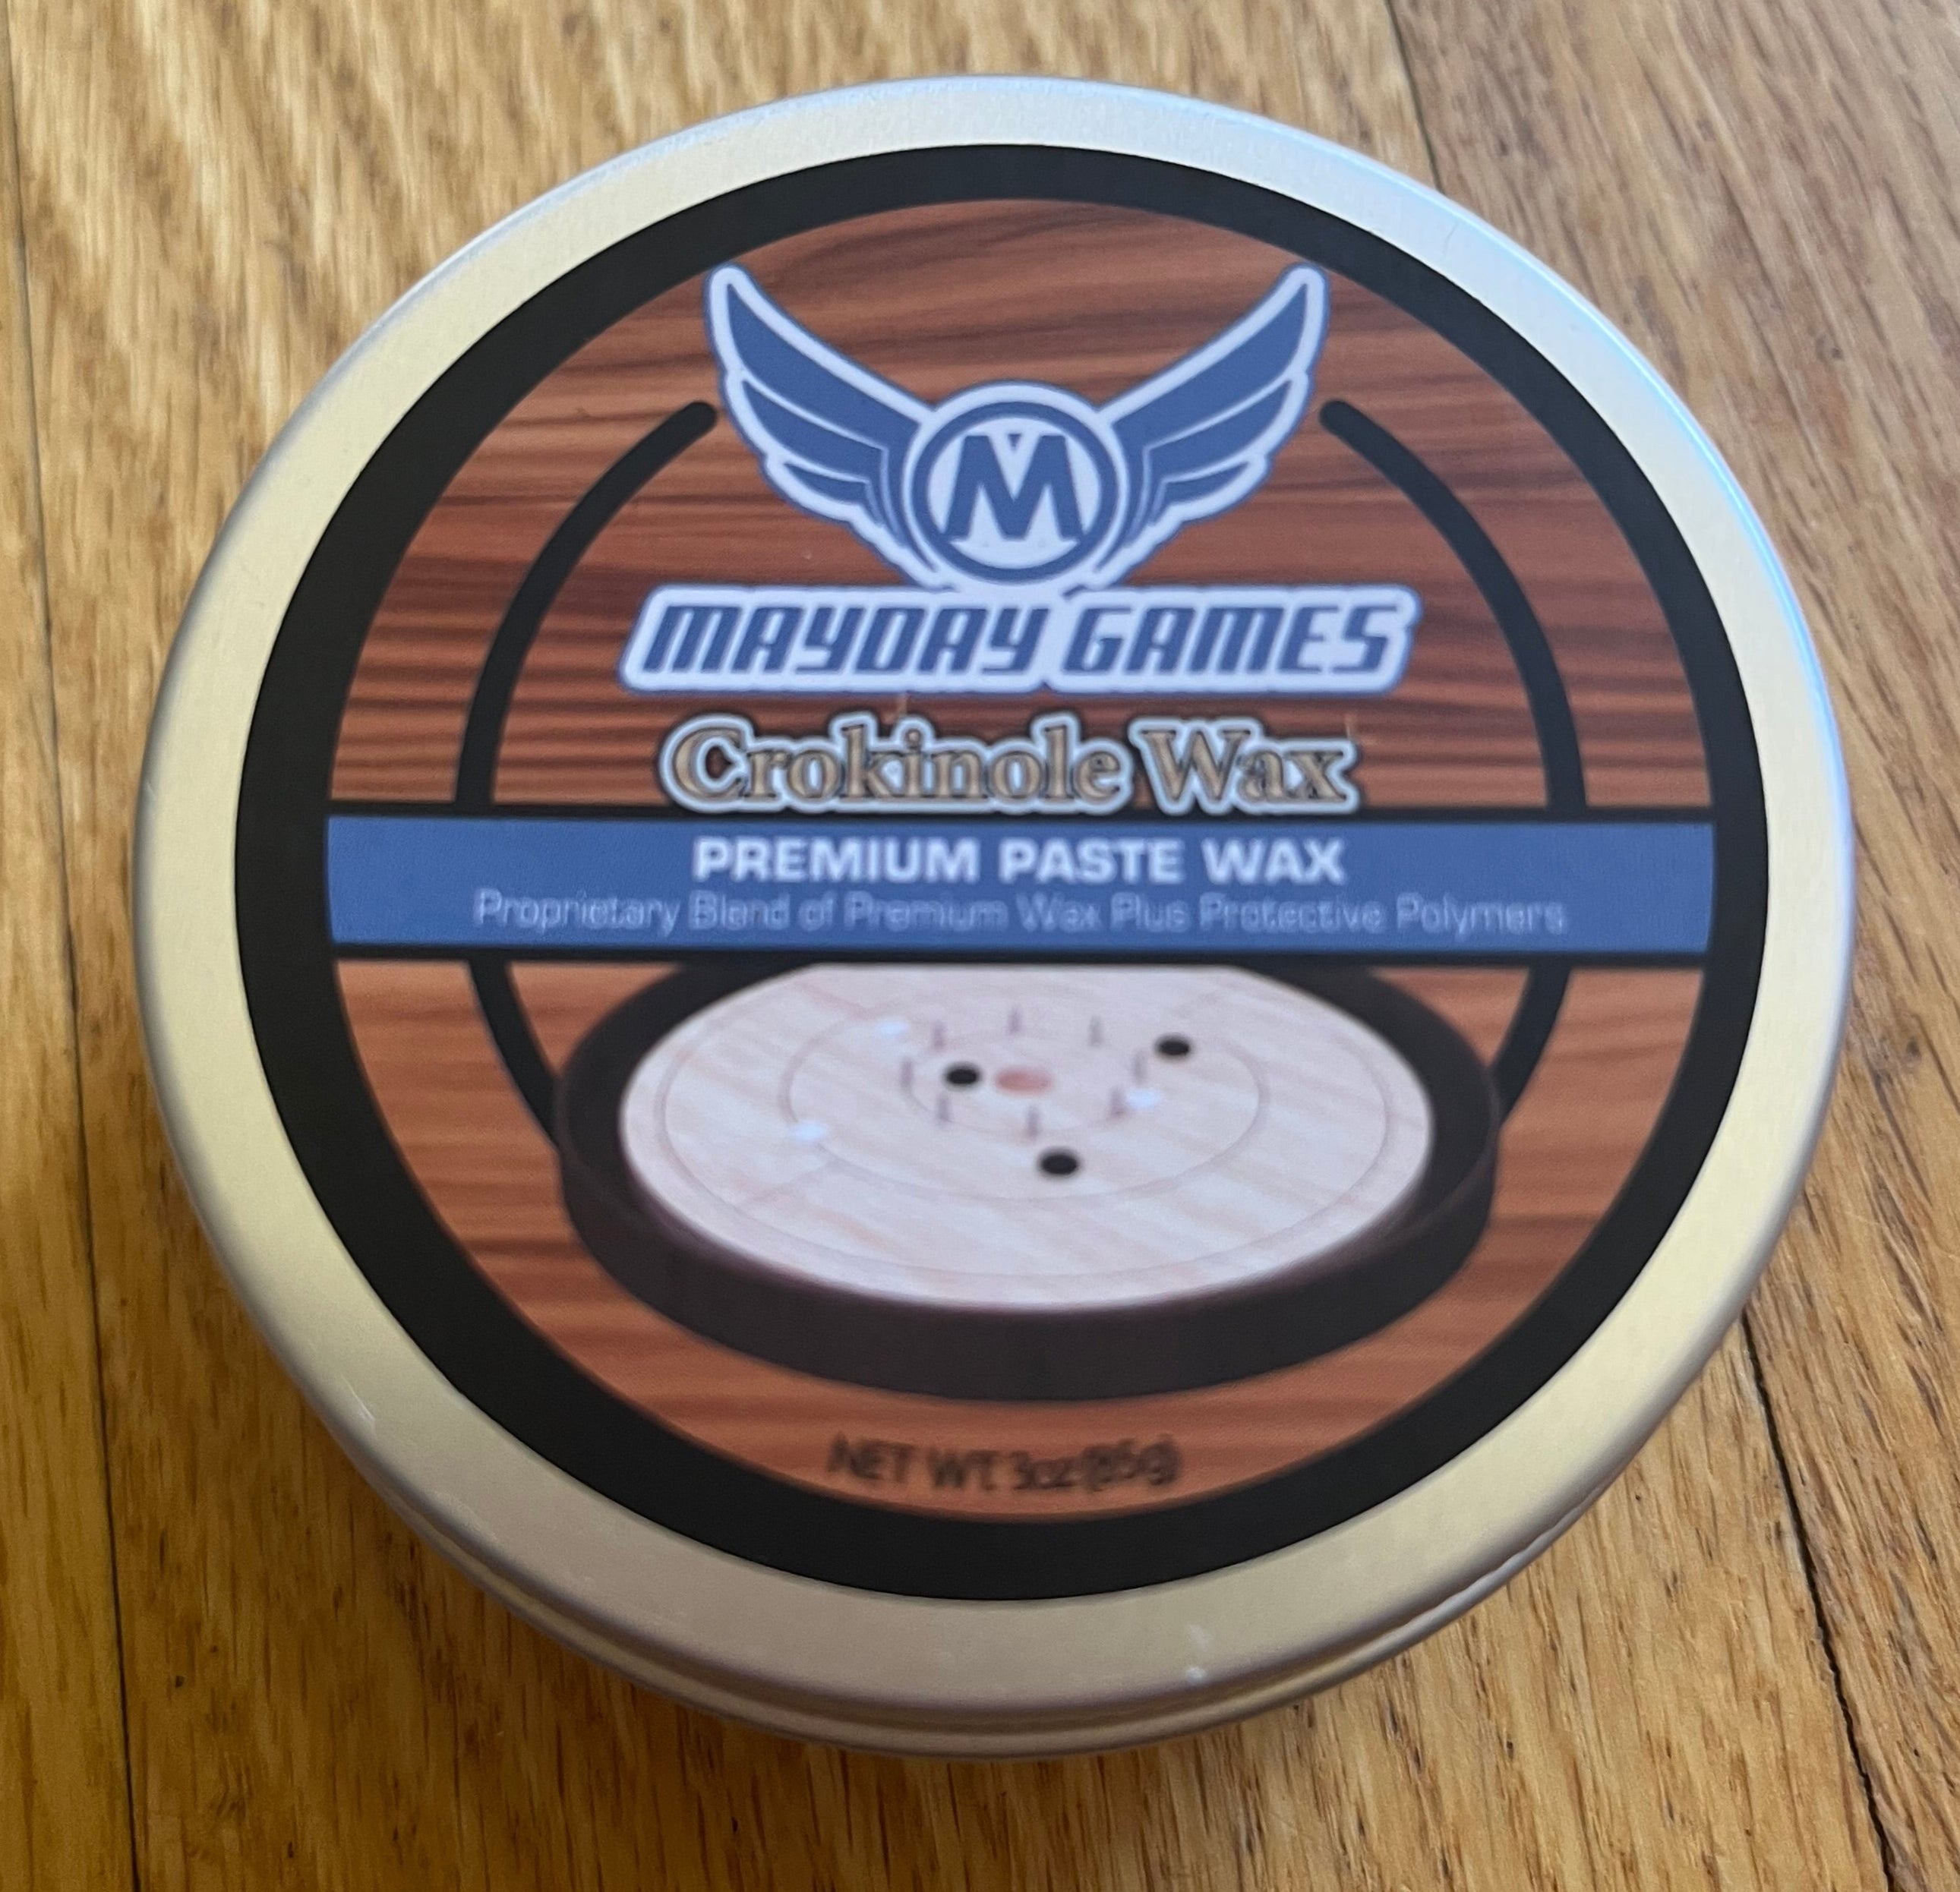 M
MAYDAY GAMES
Crokinole Wax
PREMIUM PASTE WAX
Proprietary Blend of Premium Wax Plus Protective Polymers
NET WT 3oz (85g)